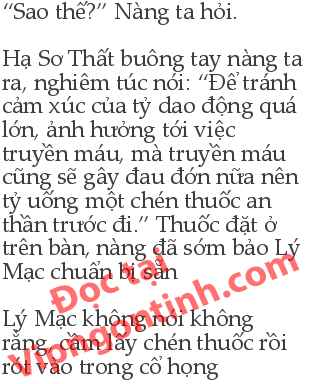 “Sao thế?” Nàng ta hỏi.
Hạ Sơ Thất buông tay nàng ta
ra, nghiêm túc nói: “Để tránh
cảm xúc của tỷ dao động quá
lớn, ảnh hưởng tới việc
truyền máu, mà truyền máu
cũng sẽ gây đau đớn nữa nên
tỷ uống một chén thuốc an
thần trước đi.” Thuốc đặt ở
trên bàn, nàng đã sớm bảo Lý
Mạc chuẩn bị sẵn
Lý Mạc không nói không
rằng, cầm lấy chén thuốc rồi
rót vào trong cổ họng
Đọc tại
Vipngontinh.com